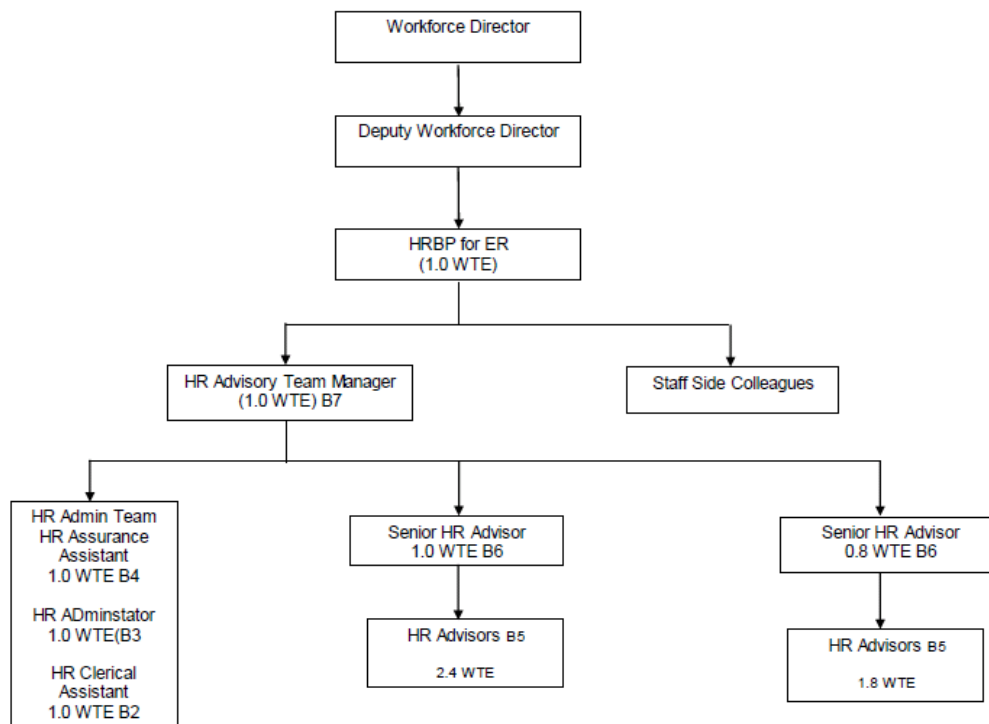 Workforce Director
Deputy Workforce Director
HRBP for ER
(1.0 WTE)
HR Advisory Team Manager
(1.0 WTE) B7
Staff Side Colleagues
HR Admin Team
HR Assurance
Assistant
1.0 WTE B4
HR ADminstator
1.0 WTE(B3
HR Clerical
Assistant
1.0 WTE B2
Senior HR Advisor
1.0 WTE B6
HR Advisors B5
2.4 WTE
Senior HR Advisor
0.8 WTE B6
HR Advisors B5
1.8 WTE